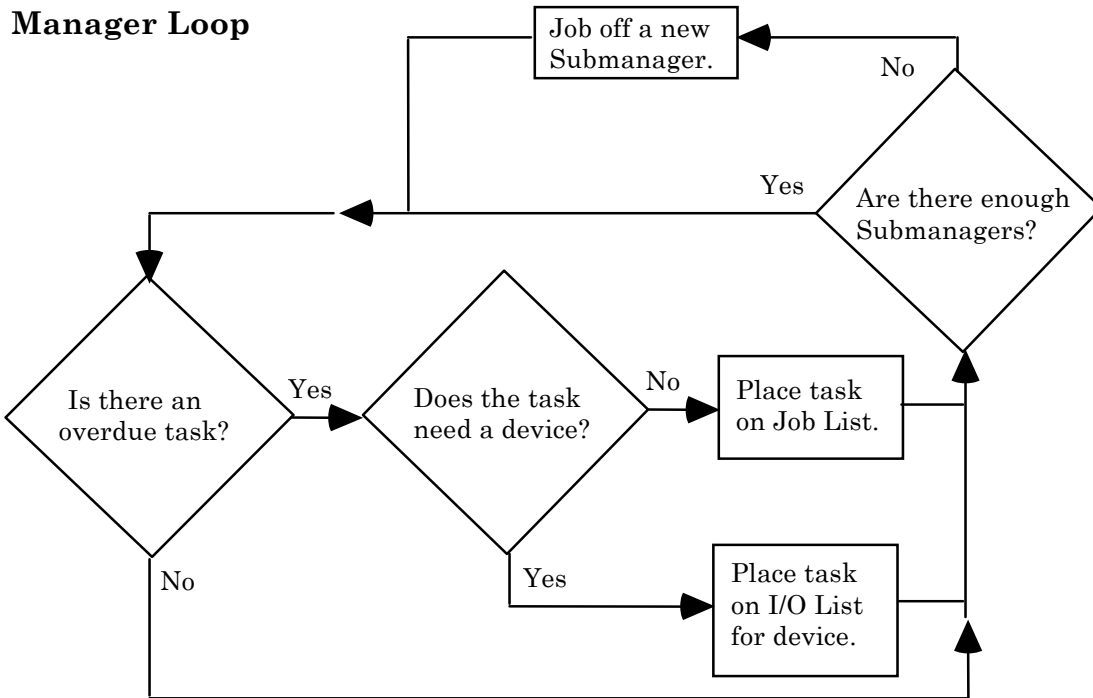 Manager Loop
Job off a new
Submanager.
No
Yes
Are there enough
Submanagers?
Is there an
overdue task?
Yes
Does the task
need a device?
No
Place task
on Job List.
No
Yes
Place task
on I/O List
for device.